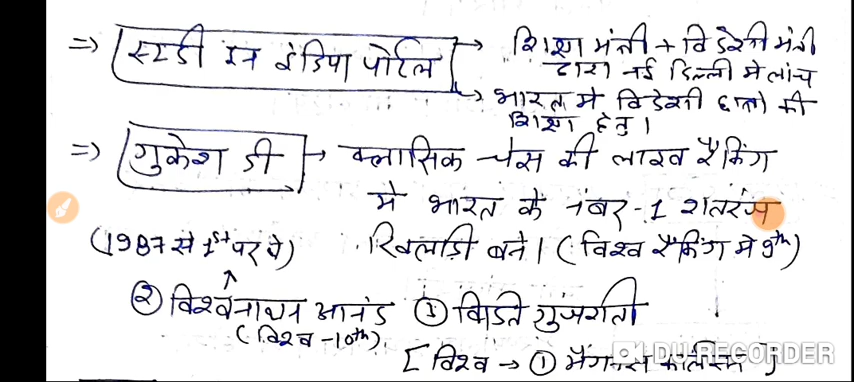 ⇒ स्टडी इन इंडिया पोर्टल → शिक्षा मंत्री + विदेशी मंत्री
द्वारा नई दिल्ली में लांच
→ भारत में विदेशी छात्रों की
शिक्षा हेतु।
⇒ गुकेश डी → क्लासिक चेस की लाइव रैंकिंग
में भारत के नंबर-1 शतरंज
(1987 से 1st पर थे) खिलाड़ी बने। (विश्व रैंकिंग में 9th)
② विश्वनाथन आनंद ① विदित गुजराती
(विश्व -10th)
[विश्व → ① मैगनस कार्लसन]
DU RECORDER